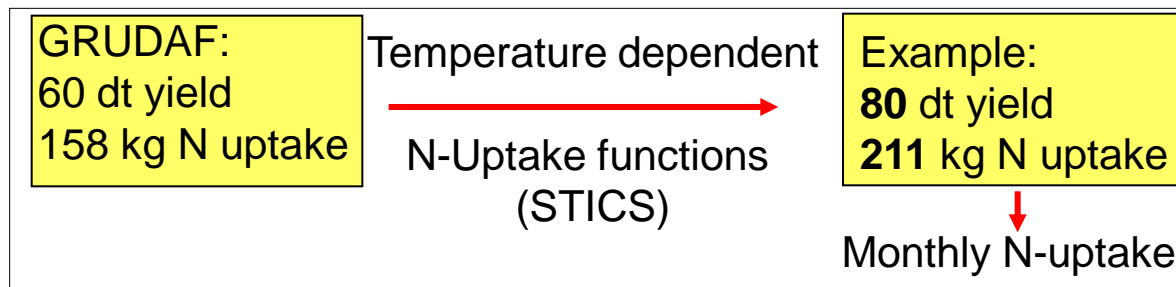 GRUDAF:
60 dt yield
158 kg N uptake
Temperature dependent
N-Uptake functions
(STICS)
Example:
80 dt yield
211 kg N uptake
Monthly N-uptake